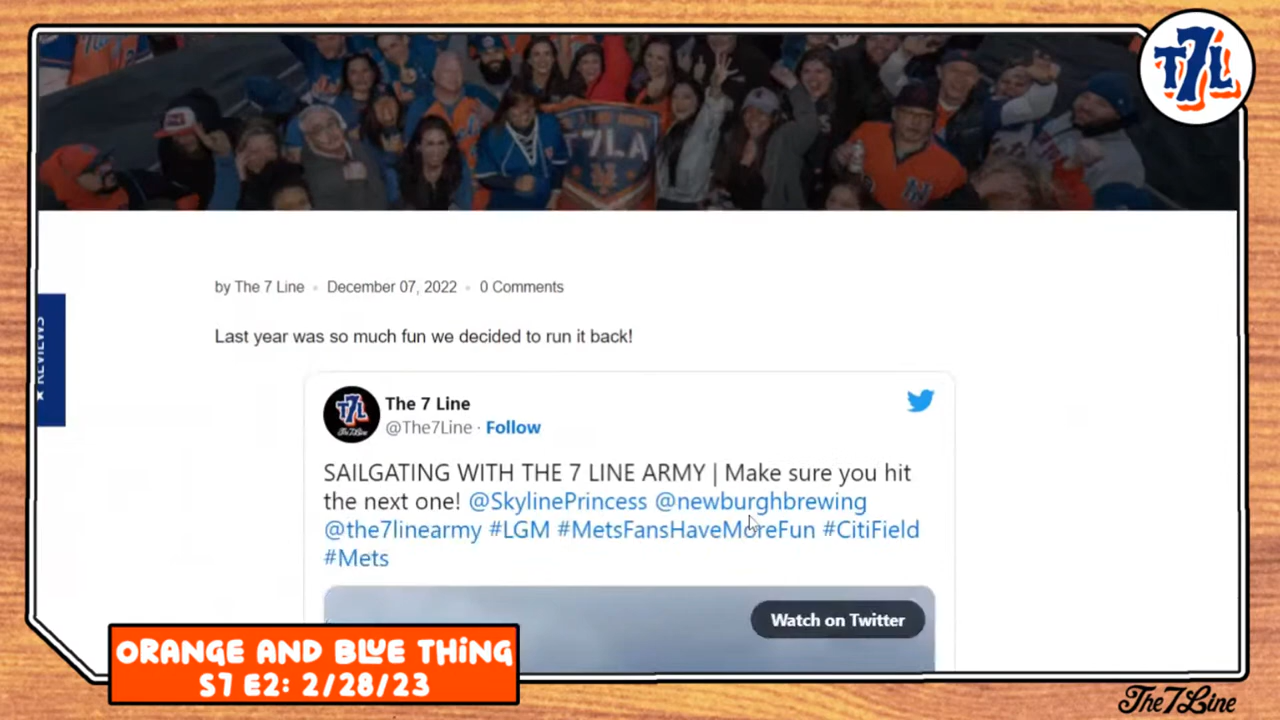 T7L
T7LA
by The 7 Line • December 07, 2022 • 0 Comments
★ REVIEWS
Last year was so much fun we decided to run it back!
T7L
The 7 Line
@The7Line · Follow
SAILGATING WITH THE 7 LINE ARMY | Make sure you hit
the next one! @SkylinePrincess @newburghbrewing
@the7linearmy #LGM #MetsFansHaveMoreFun #CitiField
#Mets
Watch on Twitter
ORANGE AND BLUE THING
S7 E2: 2/28/23
The7Line